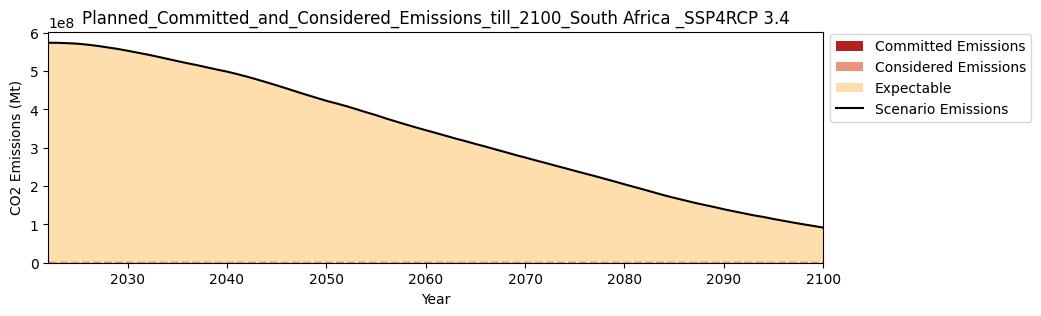 Planned_Committed_and_Considered_Emissions_till_2100_South Africa _SSP4RCP 3.4
1e8
6
5
4
3
2
1
0
CO2 Emissions (Mt)
2030 2040 2050 2060 2070 2080 2090 2100
Year
Committed Emissions
Considered Emissions
Expectable
Scenario Emissions